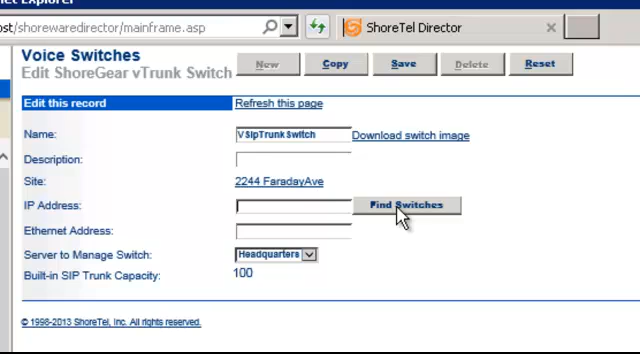 et Explorer
ost/shorewaredirector/mainframe.asp
ShoreTel Director
Voice Switches
Edit ShoreGear vTrunk Switch
New Copy Save Delete Reset
Edit this record Refresh this page
Name: VSipTrunkSwitch Download switch image
Description:
Site: 2244 FaradayAve
IP Address: Find Switches
Ethernet Address:
Server to Manage Switch: Headquarters
Built-in SIP Trunk Capacity: 100
© 1998-2013 ShoreTel, Inc. All rights reserved.